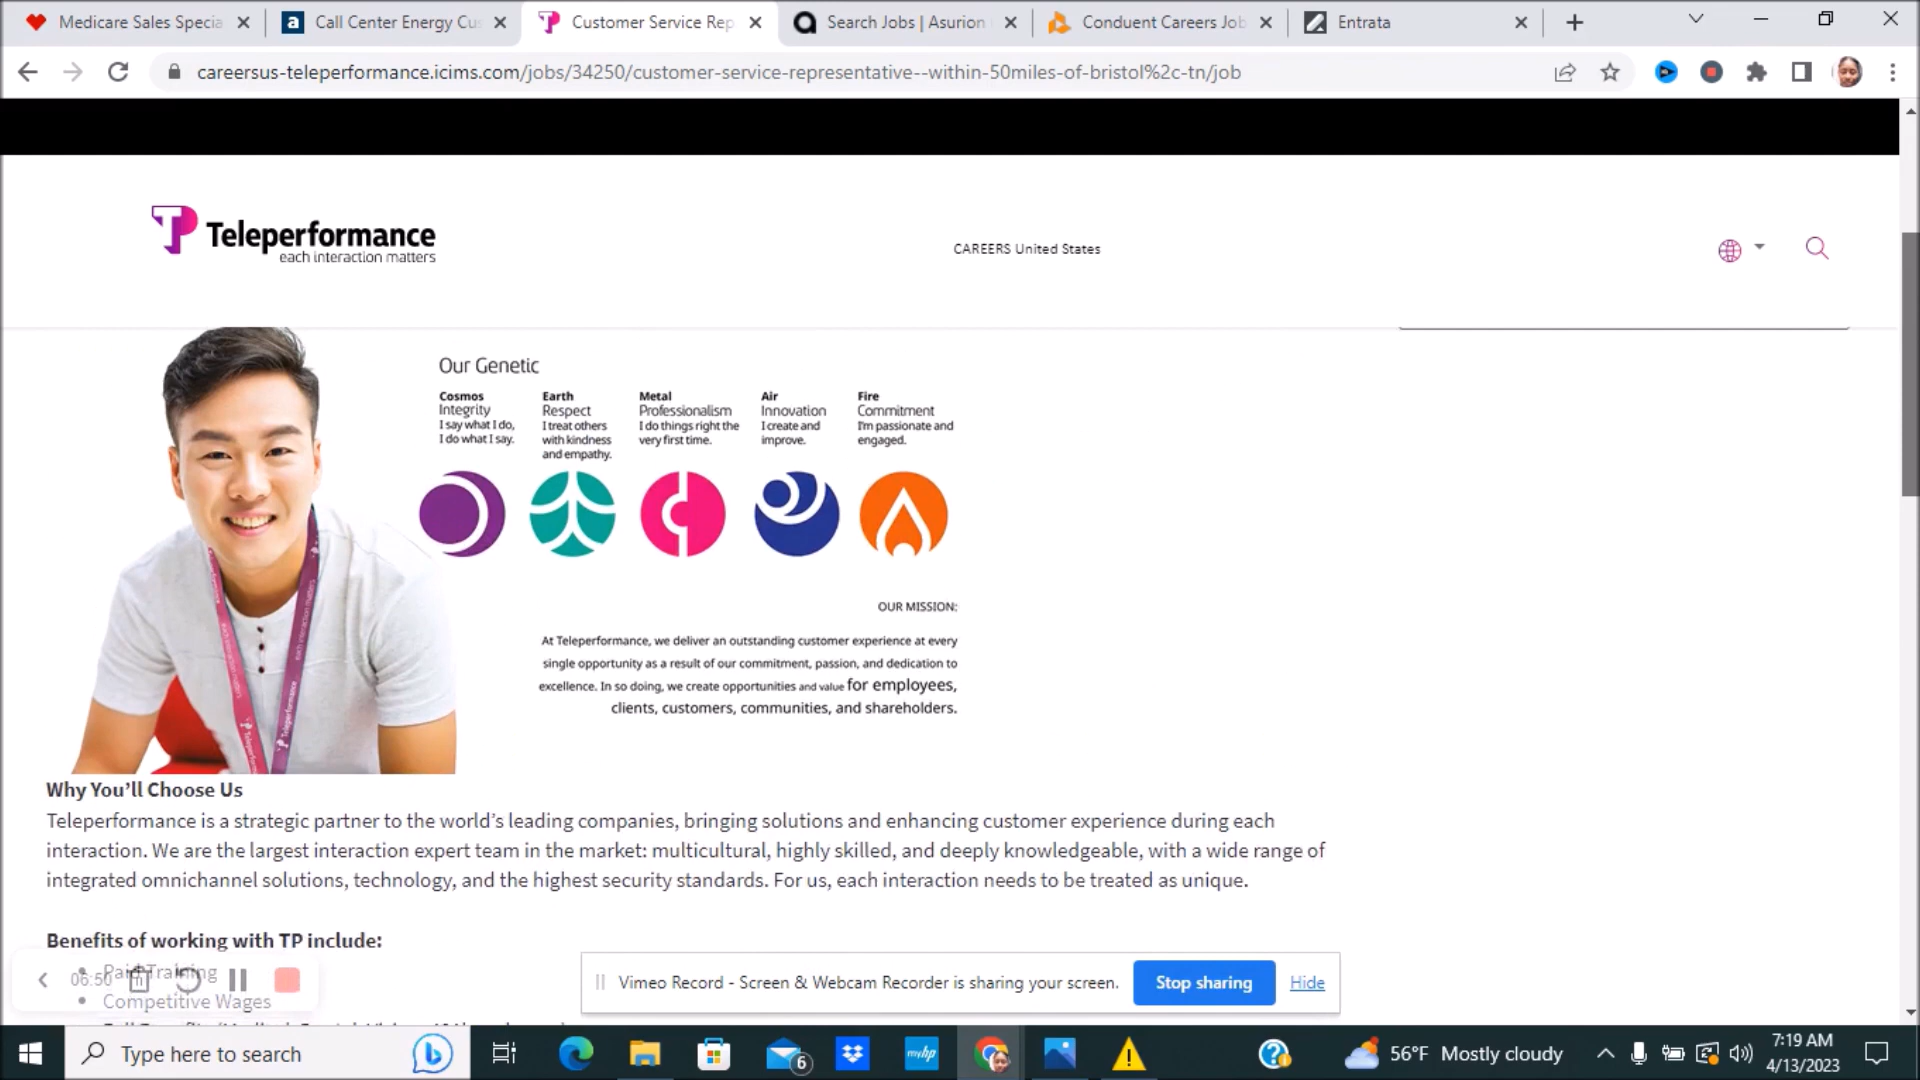 Medicare Sales Specia
Call Center Energy Cus
Customer Service Rep
Search Jobs | Asurion
Conduent Careers Job
Entrata
careersus-teleperformance.icims.com/jobs/34250/customer-service-representative--within-50miles-of-bristol%2c-tn/job
Teleperformance
each interaction matters
CAREERS United States
Our Genetic
Cosmos
Integrity
I say what I do,
I do what I say.
Earth
Respect
I treat others
with kindness
and empathy.
Metal
Professionalism
I do things right the
very first time.
Air
Innovation
I create and
improve.
Fire
Commitment
I'm passionate and
engaged.
OUR MISSION:
At Teleperformance, we deliver an outstanding customer experience at every
single opportunity as a result of our commitment, passion, and dedication to
excellence. In so doing, we create opportunities and value for employees,
clients, customers, communities, and shareholders.
Why You’ll Choose Us
Teleperformance is a strategic partner to the world’s leading companies, bringing solutions and enhancing customer experience during each
interaction. We are the largest interaction expert team in the market: multicultural, highly skilled, and deeply knowledgeable, with a wide range of
integrated omnichannel solutions, technology, and the highest security standards. For us, each interaction needs to be treated as unique.
Benefits of working with TP include:
Paid Training
06:50
Competitive Wages
Vimeo Record - Screen & Webcam Recorder is sharing your screen.
Stop sharing
Hide
Type here to search
6
myhp
56°F Mostly cloudy
7:19 AM
4/13/2023